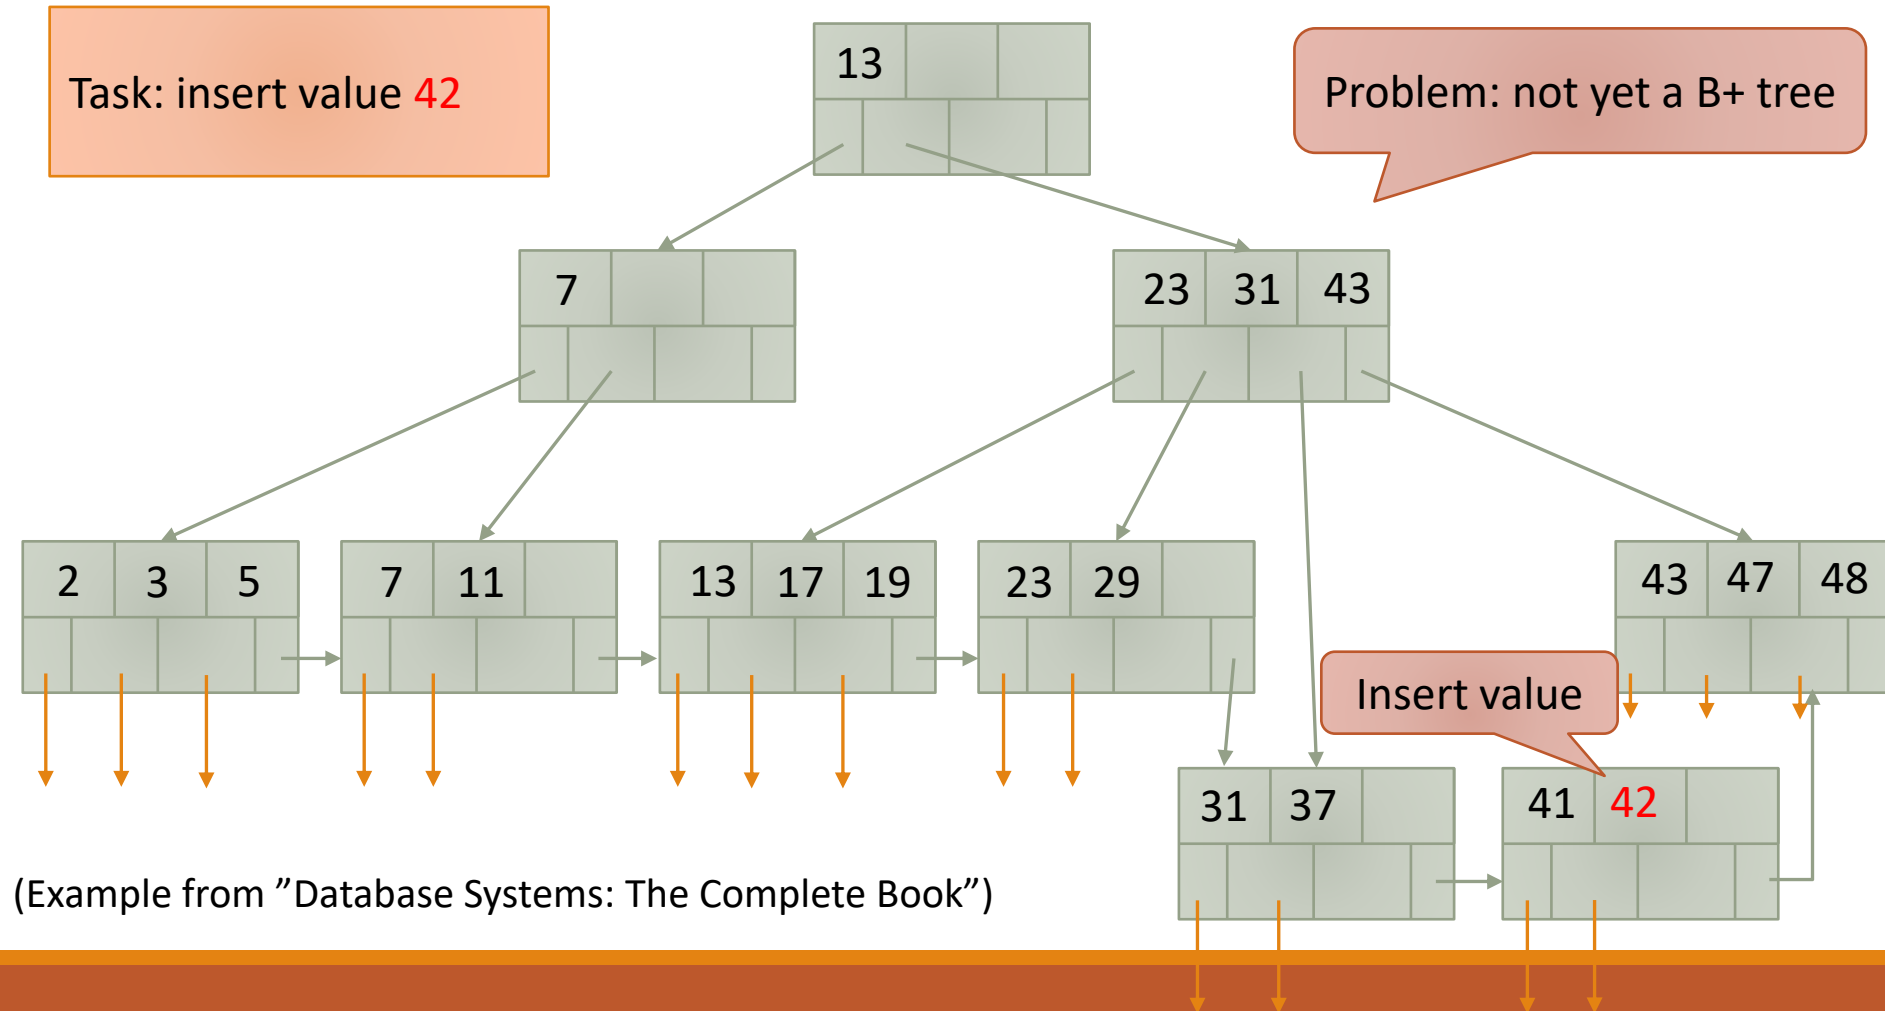 Task: insert value 42
13
Problem: not yet a B+ tree
7
23 31 43
2 3 5
7 11
13 17 19
23 29
43 47 48
Insert value
31 37
41 42
(Example from ”Database Systems: The Complete Book”)